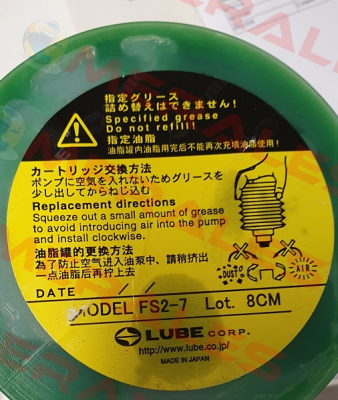 指定グリース
詰め替えはできません!
Specified grease
Do not refill!
指定油脂
油脂罐内油脂用完后不能再次充填油脂使用!
カートリッジ交換方法
ポンプに空気を入れないためグリースを
少し出してからねじ込む
Replacement directions
Squeeze out a small amount of grease
to avoid introducing air into the pump
and install clockwise.
油脂罐的更换方法
為了防止空气进入油泵中、請稍挤出
一点油脂后再拧上去
DUST
AIR
DATE / /
MODEL FS2-7 Lot. 8CM
LUBE CORP.
http://www.lube.co.jp
MADE IN JAPAN